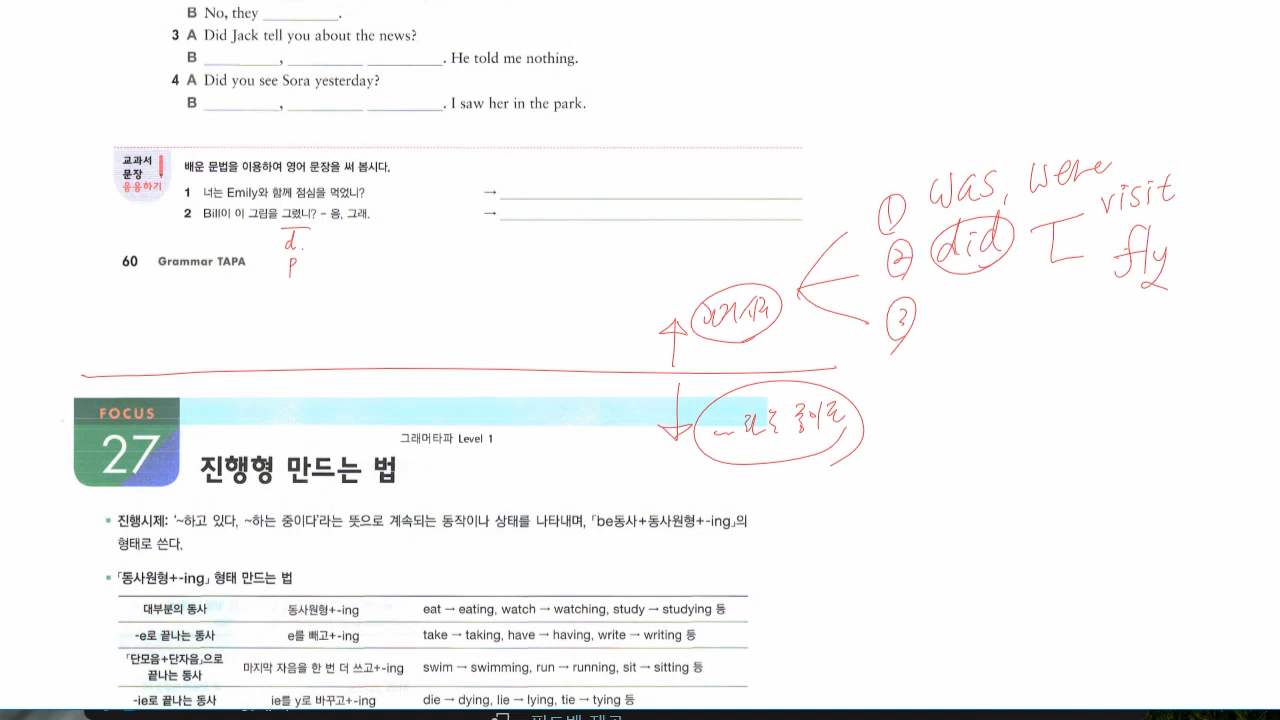 B No, they ________.
3 A Did Jack tell you about the news?
B ________, ________ ________. He told me nothing.
4 A Did you see Sora yesterday?
B ________, ________ ________. I saw her in the park.
교과서
문장
응용하기
배운 문법을 이용하여 영어 문장을 써 봅시다.
1 너는 Emily와 함께 점심을 먹었니? →
2 Bill이 이 그림을 그렸니? – 응, 그래. →
d.
p
60 Grammar TAPA
① was, were
② did visit
fly
③
과거시제
… 하는 중이다
FOCUS
27
그래머타파 Level 1
진행형 만드는 법
진행시제: '~하고 있다, ~하는 중이다'라는 뜻으로 계속되는 동작이나 상태를 나타내며, 「be동사+동사원형+-ing」의
형태로 쓴다.
「동사원형+-ing」 형태 만드는 법
대부분의 동사 동사원형+-ing eat → eating, watch → watching, study → studying 등
-e로 끝나는 동사 e를 빼고+-ing take → taking, have → having, write → writing 등
「단모음+단자음」으로
끝나는 동사 마지막 자음을 한 번 더 쓰고+-ing swim → swimming, run → running, sit → sitting 등
-ie로 끝나는 동사 ie를 y로 바꾸고+-ing die → dying, lie → lying, tie → tying 등